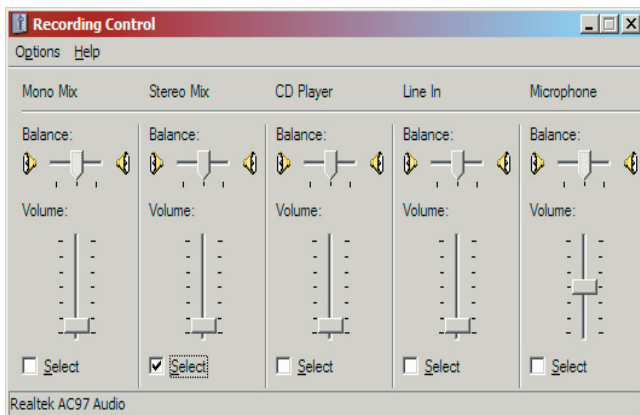 Recording Control
Options Help
Mono Mix Stereo Mix CD Player Line In Microphone
Balance: Balance: Balance: Balance: Balance:
Volume: Volume: Volume: Volume: Volume:
Select Select Select Select Select
Realtek AC97 Audio